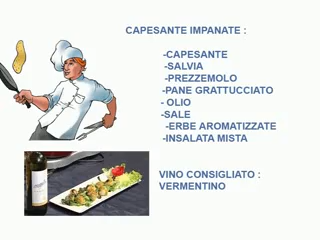 CAPESANTE IMPANATE :
-CAPESANTE
-SALVIA
-PREZZEMOLO
-PANE GRATTUCCIATO
- OLIO
-SALE
-ERBE AROMATIZZATE
-INSALATA MISTA
VINO CONSIGLIATO :
VERMENTINO